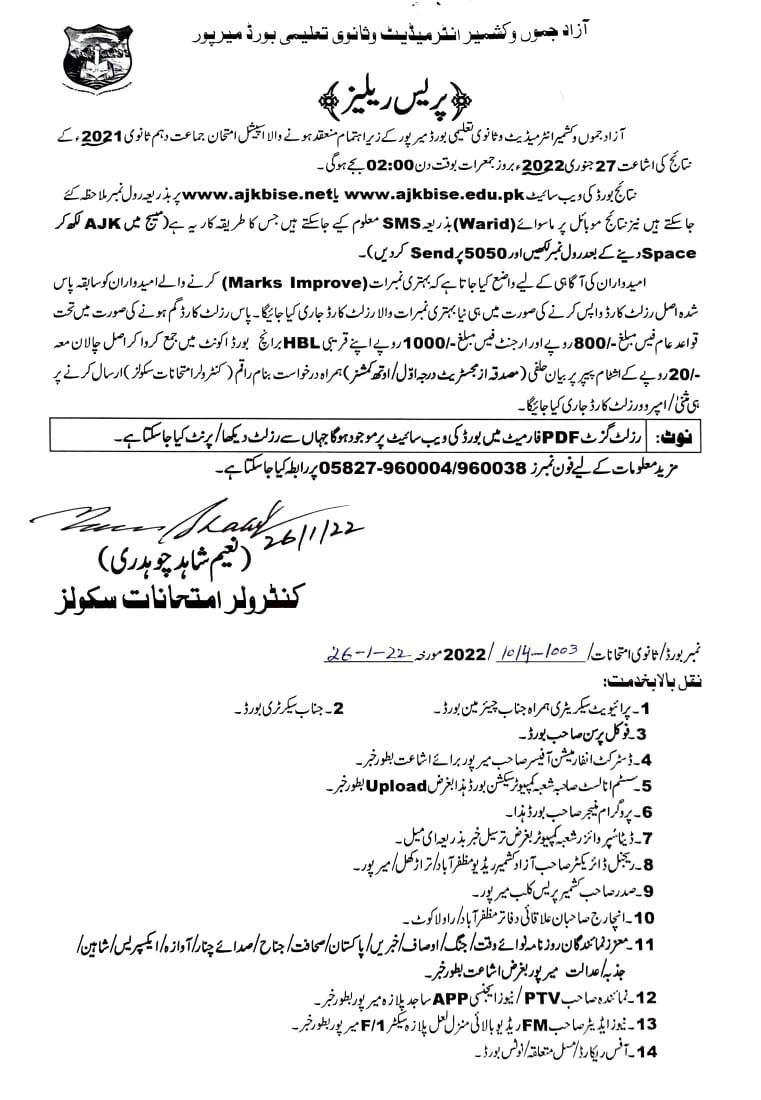 آزاد جموں و کشمیر انٹرمیڈیٹ وثانوی تعلیمی بورڈ میرپور
﴿پریس ریلیز﴾
آزاد جموں وکشمیر انٹرمیڈیٹ وثانوی تعلیمی بورڈ میرپور کے زیر اہتمام منعقد ہونے والا اسپیشل امتحان جماعت دہم ثانوی 2021ء کے
نتائج کی اشاعت 27 جنوری 2022ء بروز جمعرات بوقت دن 02:00 بجے ہوگی۔
نتائج بورڈ کی ویب سائیٹ www.ajkbise.edu.pk یا www.ajkbise.net پر بذریعہ رول نمبر ملاحظہ کئے
جاسکتے ہیں نیز نتائج موبائل پر ماسوائے (Warid) بذریعہ SMS معلوم کیے جاسکتے ہیں جس کا طریقہ کار یہ ہے (میسج میں AJK لکھ کر
Space دینے کے بعد رول نمبر لکھیں اور 5050 پر Send کردیں)۔
امیدواران کی آگاہی کے لیے واضع کیا جاتا ہے کہ بہتری نمبرات (Marks Improve) کرنے والے امیدواران کو سابقہ پاس
شدہ اصل رزلٹ کارڈ واپس کرنے کی صورت میں ہی نیا بہتری نمبرات والا رزلٹ کارڈ جاری کیا جائیگا۔ پاس رزلٹ کارڈ گم ہونے کی صورت میں تحت
قواعد عام فیس مبلغ -/800 روپے اور ارجنٹ فیس مبلغ -/1000 روپے اپنے قریبی HBL برانچ بورڈ اکونٹ میں جمع کروا کر اصل چالان معہ
-/20 روپے کے اشٹام پیپر پر بیان حلفی (مصدقہ از مجسٹریٹ درجہ اوّل/اوتھ کمشنر) ہمراہ درخواست بنام راقم (کنٹرولر امتحانات سکولز) ارسال کرنے پر
ہی مثنیٰ/امپروو رزلٹ کارڈ جاری کیا جائیگا۔
نوٹ: رزلٹ گزٹ PDF فارمیٹ میں بورڈ کی ویب سائیٹ پر موجود ہوگا جہاں سے رزلٹ دیکھا/پرنٹ کیا جاسکتا ہے۔
مزید معلومات کے لیے فون نمبرز 05827-960004/960038 پر رابطہ کیا جاسکتا ہے۔
26/1/22
(نعیم شاہد چوہدری)
کنٹرولر امتحانات سکولز
نمبر بورڈ/ثانوی امتحانات/ 1014-1003 /2022 مورخہ 26-1-22
نقل بالا بخدمت:
1۔ پرائیویٹ سیکریٹری ہمراہ جناب چیئرمین بورڈ۔ 2۔ جناب سیکرٹری بورڈ۔
3۔ فوکل پرسن صاحب بورڈ۔
4۔ ڈسٹرکٹ انفارمیشن آفیسر صاحب میرپور برائے اشاعت بطور خبر۔
5۔ سسٹم انالسٹ صاحبہ شعبہ کمپیوٹر سیکشن بورڈ ہذا بغرض Upload بطور خبر۔
6۔ پروگرام منیجر صاحب بورڈ ہذا۔
7۔ ڈیٹا سپروائزر شعبہ کمپیوٹر بغرض ترسیل خبر بذریعہ ای میل۔
8۔ ریجنل ڈائریکٹر صاحب آزاد کشمیر ریڈیو مظفرآباد/تراڑکھل/میرپور۔
9۔ صدر صاحب کشمیر پریس کلب میرپور۔
10۔ انچارج صاحبان علاقائی دفاتر مظفرآباد/راولاکوٹ۔
11۔ معزز نمائندگان روزنامہ نوائے وقت/جنگ/اوصاف/خبریں/پاکستان/صحافت/جناح/صدائے چنار/آوازہ/ایکسپریس/شاہین/
جذبہ/عدالت میرپور بغرض اشاعت بطور خبر۔
12۔ نمائندہ صاحب PTV/نیوز ایجنسی APP ساجد پلازہ میرپور بطور خبر۔
13۔ نیوز ایڈیٹر صاحب FM ریڈیو بالائی منزل لعل پلازہ سیکٹر F/1 میرپور بطور خبر۔
14۔ آفس ریکارڈ/مسل متعلقہ/نوٹس بورڈ۔